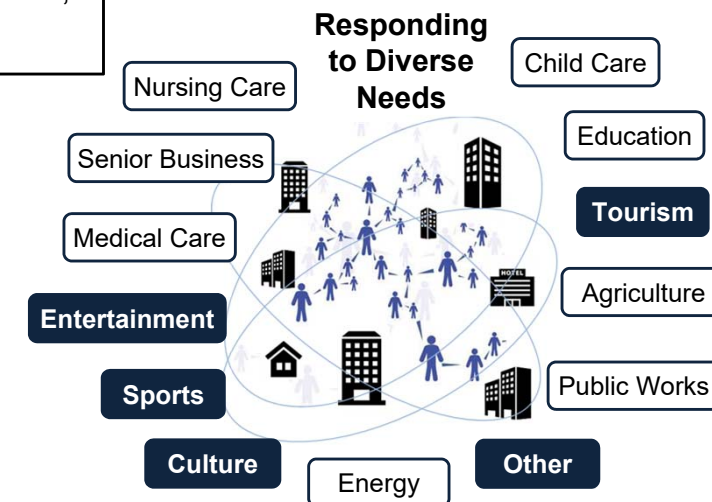 ,
Responding
to Diverse
Needs
Nursing Care
Child Care
Senior Business
Education
Medical Care
Tourism
HOTEL
Entertainment
Agriculture
Sports
Public Works
Culture
Energy
Other